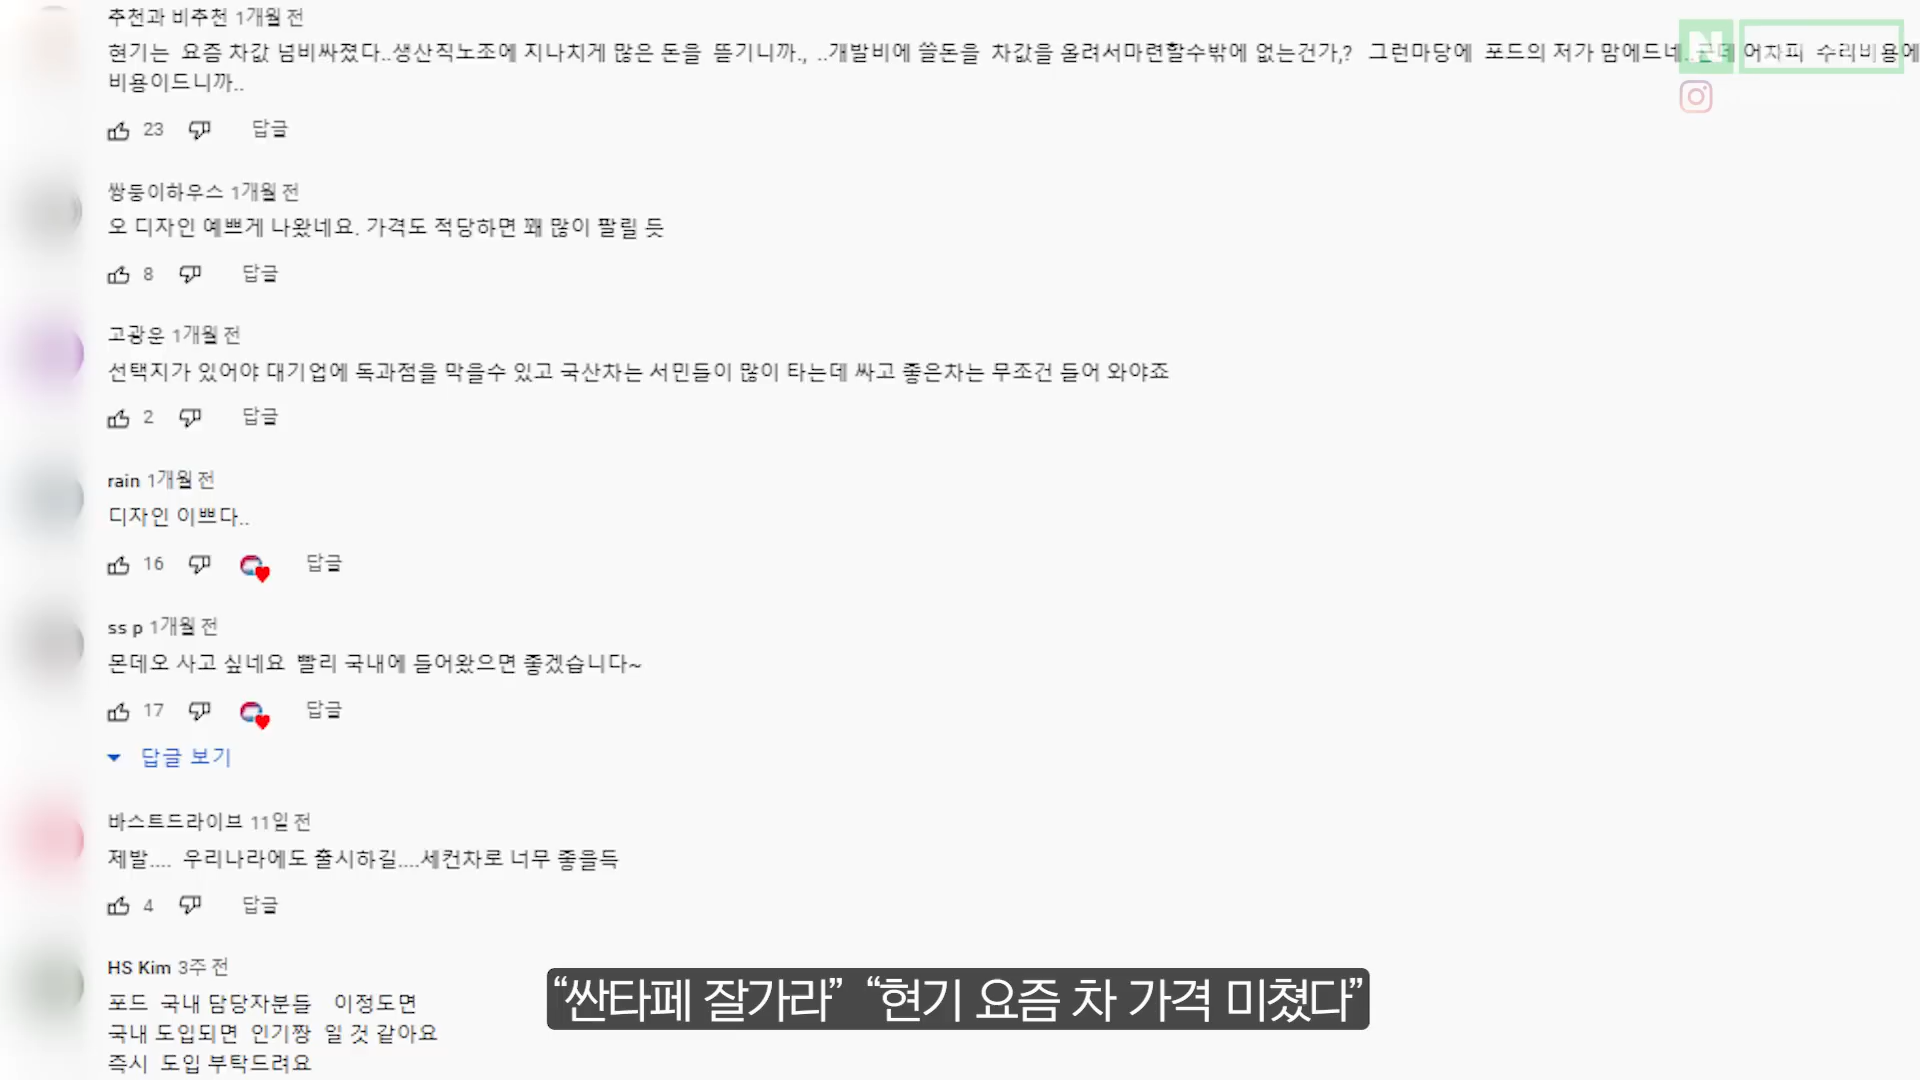 추천과 비추천 1개월 전
현기는 요즘 차값 넘비싸졌다..생산직노조에 지나치게 많은 돈을 뜯기니까., ..개발비에 쓸돈을 차값을 올려서마련할수밖에 없는건가,? 그런마당에 포드의 저가 맘에드네..근데 어차피 수리비용에
비용이드니까..
23 답글
쌍둥이하우스 1개월 전
오 디자인 예쁘게 나왔네요. 가격도 적당하면 꽤 많이 팔릴 듯
8 답글
고광운 1개월 전
선택지가 있어야 대기업에 독과점을 막을수 있고 국산차는 서민들이 많이 타는데 싸고 좋은차는 무조건 들어 와야죠
2 답글
rain 1개월 전
디자인 이쁘다..
16 답글
ss p 1개월 전
몬데오 사고 싶네요 빨리 국내에 들어왔으면 좋겠습니다~
17 답글
답글 보기
바스트드라이브 11일 전
제발.... 우리나라에도 출시하길....세컨차로 너무 좋을득
4 답글
HS Kim 3주 전
포드 국내 담당자분들 이정도면
국내 도입되면 인기짱 일 것 같아요
즉시 도입 부탁드려요
“싼타페 잘가라” “현기 요즘 차 가격 미쳤다”
N